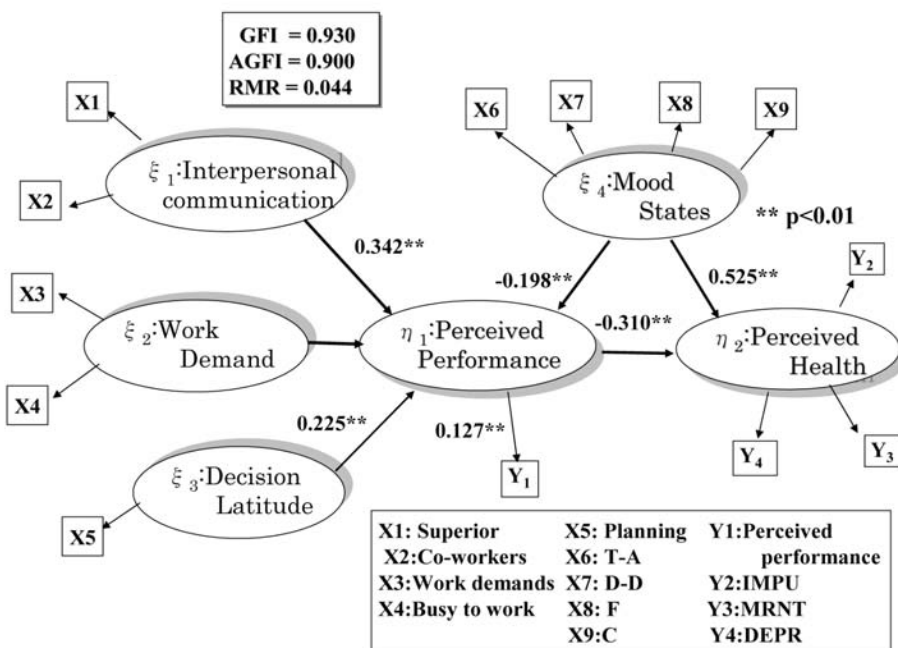 GFI = 0.930
AGFI = 0.900
RMR = 0.044
X1
X2
ξ1:Interpersonal
communication
X6
X7
X8
X9
ξ4:Mood
States
** p<0.01
0.342**
-0.198**
0.525**
Y2
X3
X4
ξ2:Work
Demand
η1:Perceived
Performance
-0.310**
η2:Perceived
Health
0.225**
0.127**
X5
ξ3:Decision
Latitude
Y1
Y4
Y3
X1: Superior
X2:Co-workers
X3:Work demands
X4:Busy to work
X5: Planning
X6: T-A
X7: D-D
X8: F
X9:C
Y1:Perceived
performance
Y2:IMPU
Y3:MRNT
Y4:DEPR